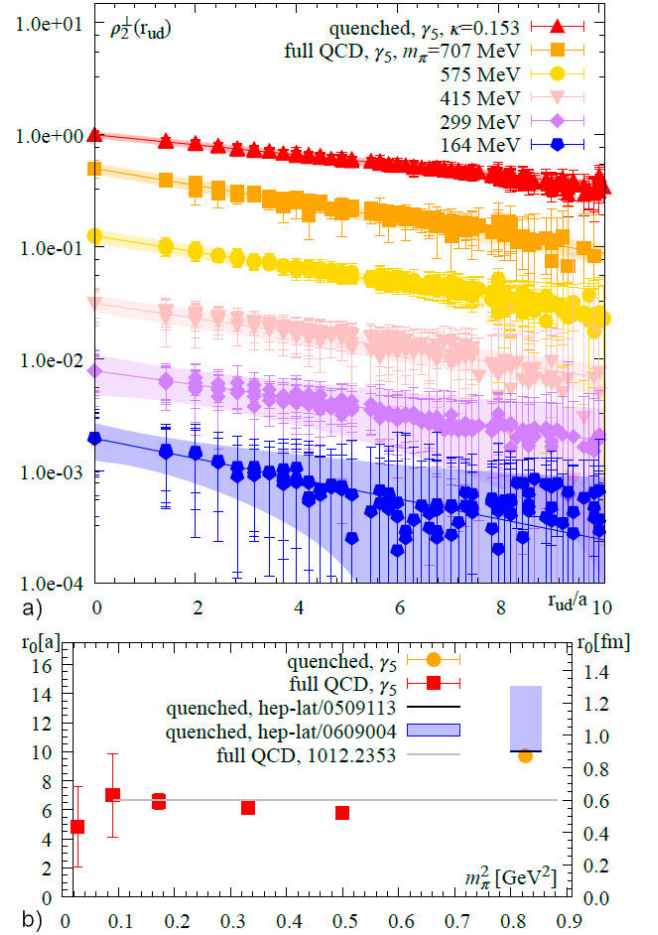 1.0e+01
ρ₂⊥(r_ud)
quenched, γ₅, κ=0.153
full QCD, γ₅, m_π=707 MeV
575 MeV
415 MeV
299 MeV
164 MeV
1.0e+00
1.0e-01
1.0e-02
1.0e-03
1.0e-04
0 2 4 6 8 r_ud/a 10
a)
r₀[a] r₀[fm]
16
14
12
10
8
6
4
2
0
quenched, γ₅
full QCD, γ₅
quenched, hep-lat/0509113
quenched, hep-lat/0609004
full QCD, 1012.2353
1.4
1.2
1.0
0.8
0.6
0.4
0.2
0.0
m_π² [GeV²]
b)
0 0.1 0.2 0.3 0.4 0.5 0.6 0.7 0.8 0.9